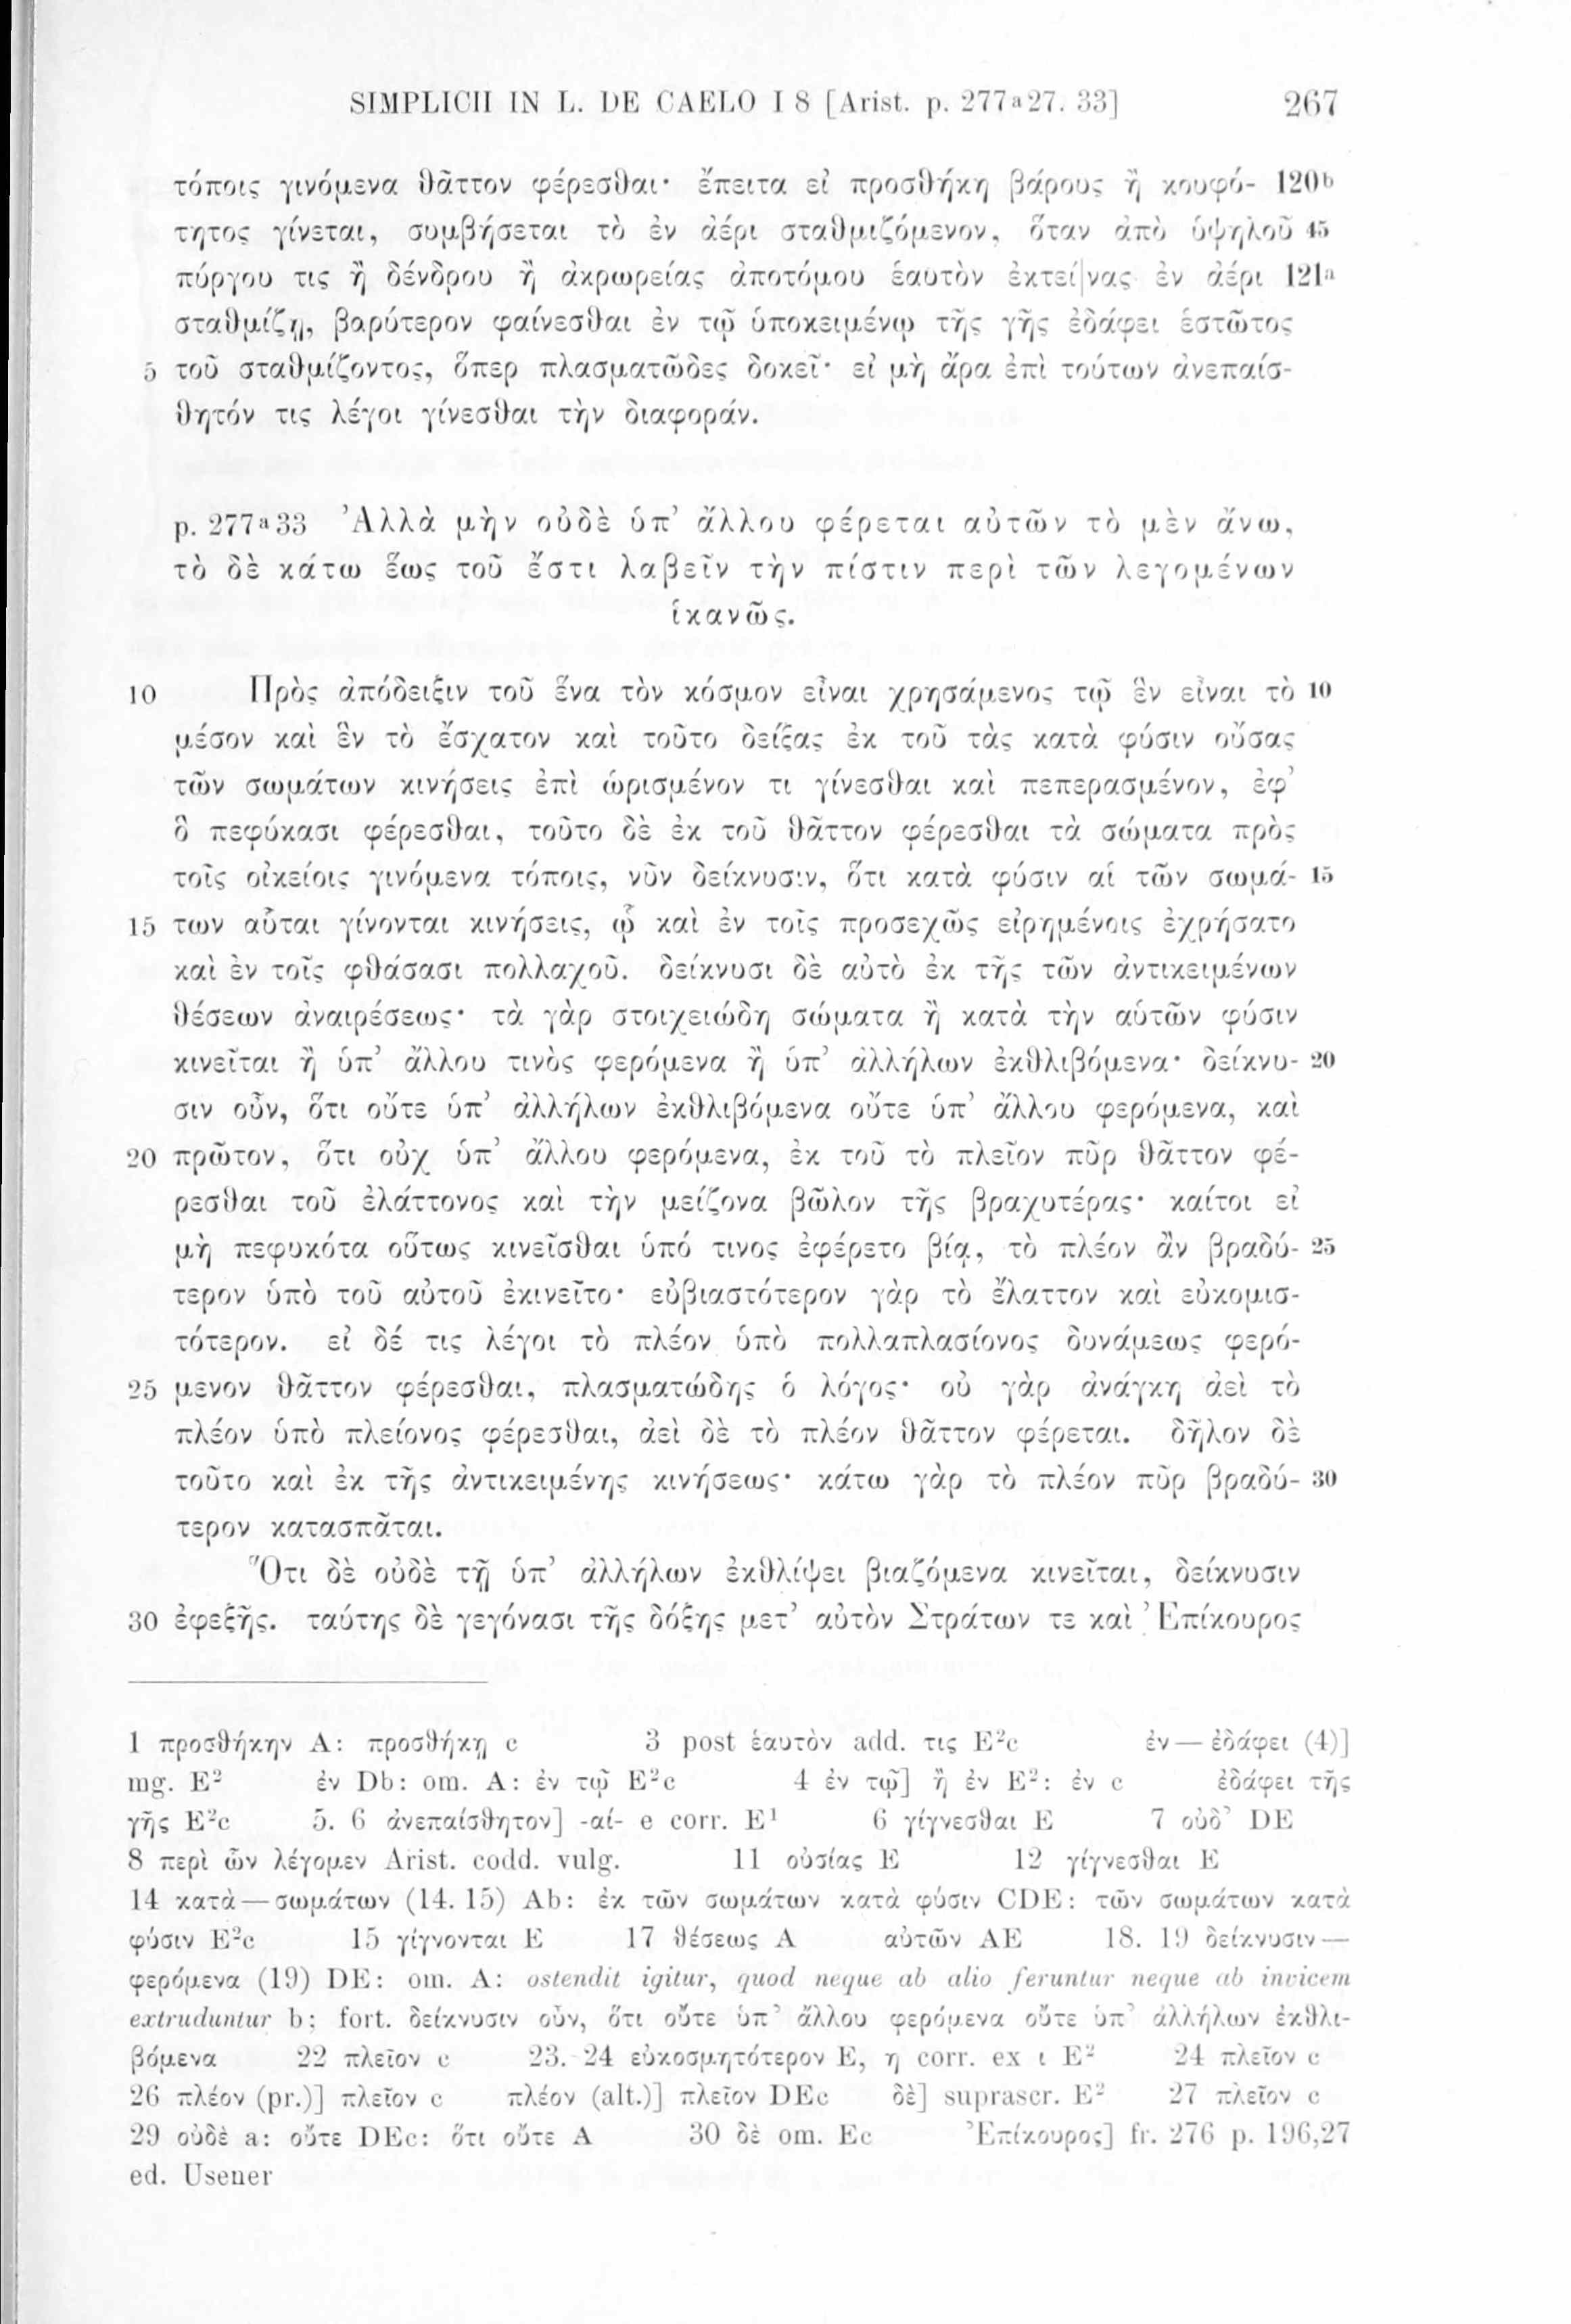 SIMPLICII IN L. DE CAELO I 8 [Arist. p. 277a27. 33] 267
τόποις γινόμενα θᾶττον φέρεσθαι· ἔπειτα εἰ προσθήκη βάρους ἢ κουφό- 120b
τητος γίνεται, συμβήσεται τὸ ἐν ἀέρι σταθμιζόμενον, ὅταν ἀπὸ ὑψηλοῦ 45
πύργου τις ἢ δένδρου ἢ ἀκρωρείας ἀποτόμου ἑαυτὸν ἐκτεί|νας ἐν ἀέρι 121a
σταθμίζῃ, βαρύτερον φαίνεσθαι ἐν τῷ ὑποκειμένῳ τῆς γῆς ἐδάφει ἑστῶτος
5 τοῦ σταθμίζοντος, ὅπερ πλασματῶδες δοκεῖ· εἰ μὴ ἄρα ἐπὶ τούτων ἀνεπαίσ-
θητόν τις λέγοι γίνεσθαι τὴν διαφοράν.
p. 277a33 Ἀλλὰ μὴν οὐδὲ ὑπ’ ἄλλου φέρεται αὐτῶν τὸ μὲν ἄνω,
τὸ δὲ κάτω ἕως τοῦ ἔστι λαβεῖν τὴν πίστιν περὶ τῶν λεγομένων
ἱκανῶς.
10 Πρὸς ἀπόδειξιν τοῦ ἕνα τὸν κόσμον εἶναι χρησάμενος τῷ ἓν εἶναι τὸ 10
μέσον καὶ ἓν τὸ ἔσχατον καὶ τοῦτο δείξας ἐκ τοῦ τὰς κατὰ φύσιν οὔσας
τῶν σωμάτων κινήσεις ἐπὶ ὡρισμένον τι γίνεσθαι καὶ πεπερασμένον, ἐφ’
ὃ πεφύκασι φέρεσθαι, τοῦτο δὲ ἐκ τοῦ θᾶττον φέρεσθαι τὰ σώματα πρὸς
τοῖς οἰκείοις γινόμενα τόποις, νῦν δείκνυσιν, ὅτι κατὰ φύσιν αἱ τῶν σωμά- 15
15 των αὗται γίνονται κινήσεις, ᾧ καὶ ἐν τοῖς προσεχῶς εἰρημένοις ἐχρήσατο
καὶ ἐν τοῖς φθάσασι πολλαχοῦ. δείκνυσι δὲ αὐτὸ ἐκ τῆς τῶν ἀντικειμένων
θέσεων ἀναιρέσεως· τὰ γὰρ στοιχειώδη σώματα ἢ κατὰ τὴν αὑτῶν φύσιν
κινεῖται ἢ ὑπ’ ἄλλου τινὸς φερόμενα ἢ ὑπ’ ἀλλήλων ἐκθλιβόμενα· δείκνυ- 20
σιν οὖν, ὅτι οὔτε ὑπ’ ἀλλήλων ἐκθλιβόμενα οὔτε ὑπ’ ἄλλου φερόμενα, καὶ
20 πρῶτον, ὅτι οὐχ ὑπ’ ἄλλου φερόμενα, ἐκ τοῦ τὸ πλεῖον πῦρ θᾶττον φέ-
ρεσθαι τοῦ ἐλάττονος καὶ τὴν μείζονα βῶλον τῆς βραχυτέρας· καίτοι εἰ
μὴ πεφυκότα οὕτως κινεῖσθαι ὑπό τινος ἐφέρετο βίᾳ, τὸ πλέον ἂν βραδύ- 25
τερον ὑπὸ τοῦ αὐτοῦ ἐκινεῖτο· εὐβιαστότερον γὰρ τὸ ἔλαττον καὶ εὐκομισ-
τότερον. εἰ δέ τις λέγοι τὸ πλέον ὑπὸ πολλαπλασίονος δυνάμεως φερό-
25 μενον θᾶττον φέρεσθαι, πλασματώδης ὁ λόγος· οὐ γὰρ ἀνάγκη ἀεὶ τὸ
πλέον ὑπὸ πλείονος φέρεσθαι, ἀεὶ δὲ τὸ πλέον θᾶττον φέρεται. δῆλον δὲ
τοῦτο καὶ ἐκ τῆς ἀντικειμένης κινήσεως· κάτω γὰρ τὸ πλέον πῦρ βραδύ- 30
τερον κατασπᾶται.
Ὅτι δὲ οὐδὲ τῇ ὑπ’ ἀλλήλων ἐκθλίψει βιαζόμενα κινεῖται, δείκνυσιν
30 ἐφεξῆς. ταύτης δὲ γεγόνασι τῆς δόξης μετ’ αὐτὸν Στράτων τε καὶ Ἐπίκουρος
1 προσθήκην A: προσθήκῃ c 3 post ἑαυτὸν add. τις E²c ἐν — ἐδάφει (4)]
mg. E² ἐν Db: om. A: ἐν τῷ E²c 4 ἐν τῷ] ἢ ἐν E²: ἐν c ἐδάφει τῆς
γῆς E²c 5. 6 ἀνεπαίσθητον] -αί- e corr. E¹ 6 γίγνεσθαι E 7 οὐδ’ DE
8 περὶ ὧν λέγομεν Arist. codd. vulg. 11 οὐσίας E 12 γίγνεσθαι E
14 κατὰ — σωμάτων (14. 15) Ab: ἐκ τῶν σωμάτων κατὰ φύσιν CDE: τῶν σωμάτων κατὰ
φύσιν E²c 15 γίγνονται E 17 θέσεως A αὐτῶν AE 18. 19 δείκνυσιν —
φερόμενα (19) DE: om. A: ostendit igitur, quod neque ab alio feruntur neque ab invicem
extruduntur b; fort. δείκνυσιν οὖν, ὅτι οὔτε ὑπ’ ἄλλου φερόμενα οὔτε ὑπ’ ἀλλήλων ἐκθλι-
βόμενα 22 πλεῖον c 23. 24 εὐκοσμητότερον E, η corr. ex ι E² 24 πλεῖον c
26 πλέον (pr.)] πλεῖον c πλέον (alt.)] πλεῖον DEc δὲ] suprascr. E² 27 πλεῖον c
29 οὐδὲ a: οὔτε DEc: ὅτι οὔτε A 30 δὲ om. Ec Ἐπίκουρος] fr. 276 p. 196,27
ed. Usener